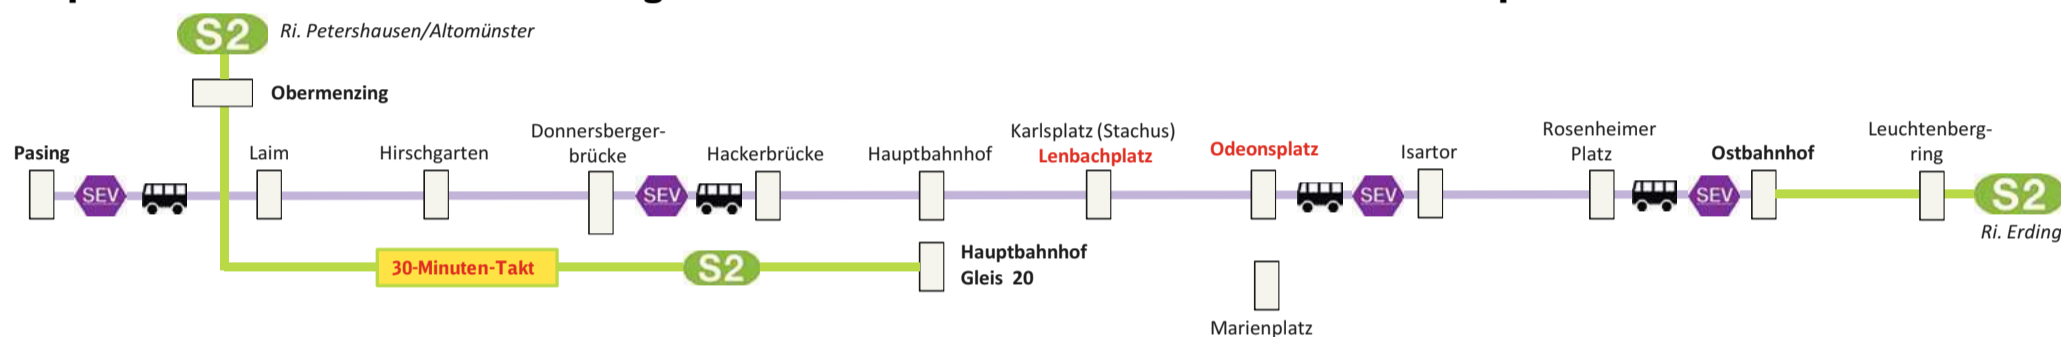 S2 Ri. Petershausen/Altomünster
Obermenzing
Pasing
SEV
Laim
Hirschgarten
Donnersberger-
brücke
SEV
Hackerbrücke
Hauptbahnhof
Karlsplatz (Stachus)
Lenbachplatz
Odeonsplatz
SEV
Isartor
Rosenheimer
Platz
SEV
Ostbahnhof
Leuchtenberg-
ring
S2
Ri. Erding
30-Minuten-Takt
S2
Hauptbahnhof
Gleis 20
Marienplatz